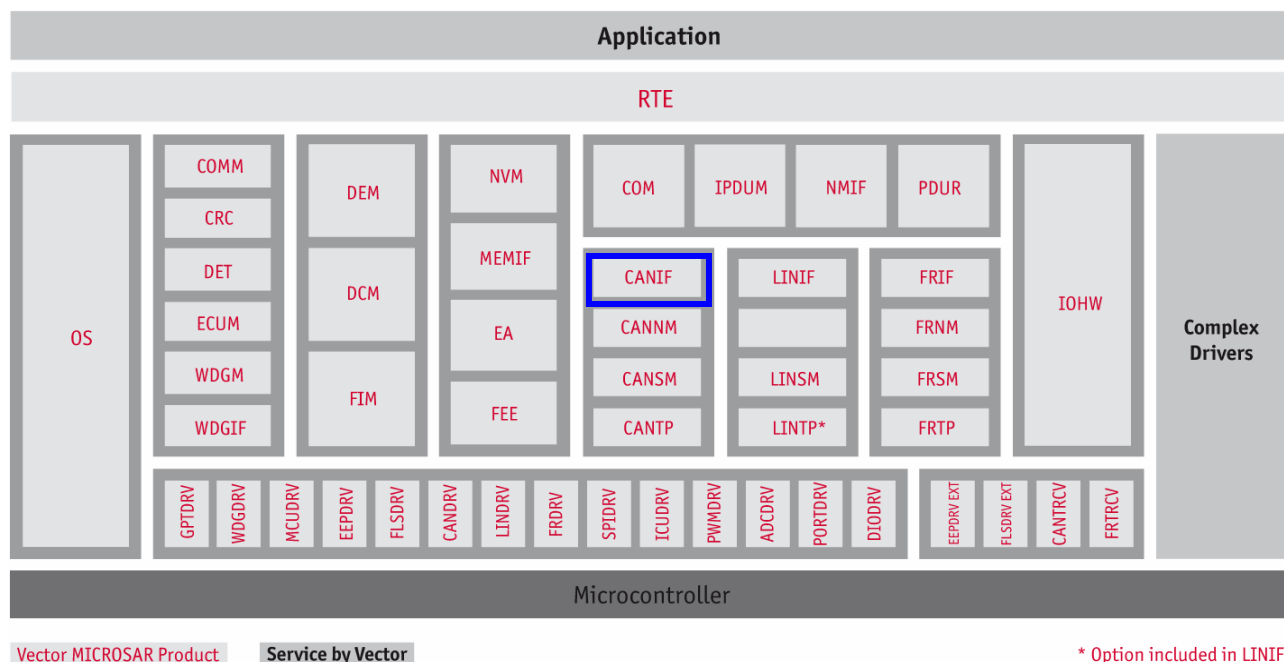 Application
RTE
OS
COMM
CRC
DET
ECUM
WDGM
WDGIF
DEM
DCM
FIM
NVM
MEMIF
EA
FEE
COM
IPDUM
NMIF
PDUR
CANIF
CANNM
CANSM
CANTP
LINIF
LINSM
LINTP*
FRIF
FRNM
FRSM
FRTP
IOHW
Complex
Drivers
GPTDRV
WDGDRV
MCUDRV
EEPDRV
FLSDRV
CANDRV
LINDRV
FRDRV
SPIDRV
ICUDRV
PWMDRV
ADCDRV
PORTDRV
DIODRV
EEPDRV EXT
FLSDRV EXT
CANTRCV
FRTRCV
Microcontroller
Vector MICROSAR Product
Service by Vector
* Option included in LINIF